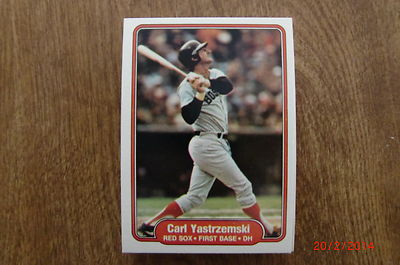 Carl Yastrzemski
RED SOX • FIRST BASE • DH
20/2/2014